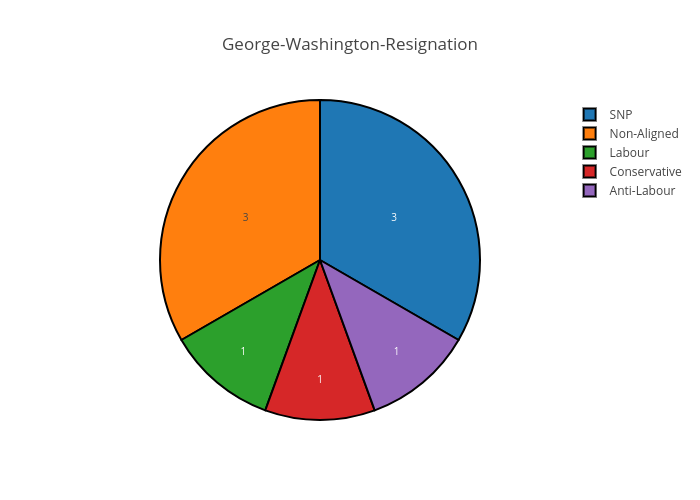 George-Washington-Resignation
SNP
Non-Aligned
Labour
Conservative
Anti-Labour
3
3
1
1
1